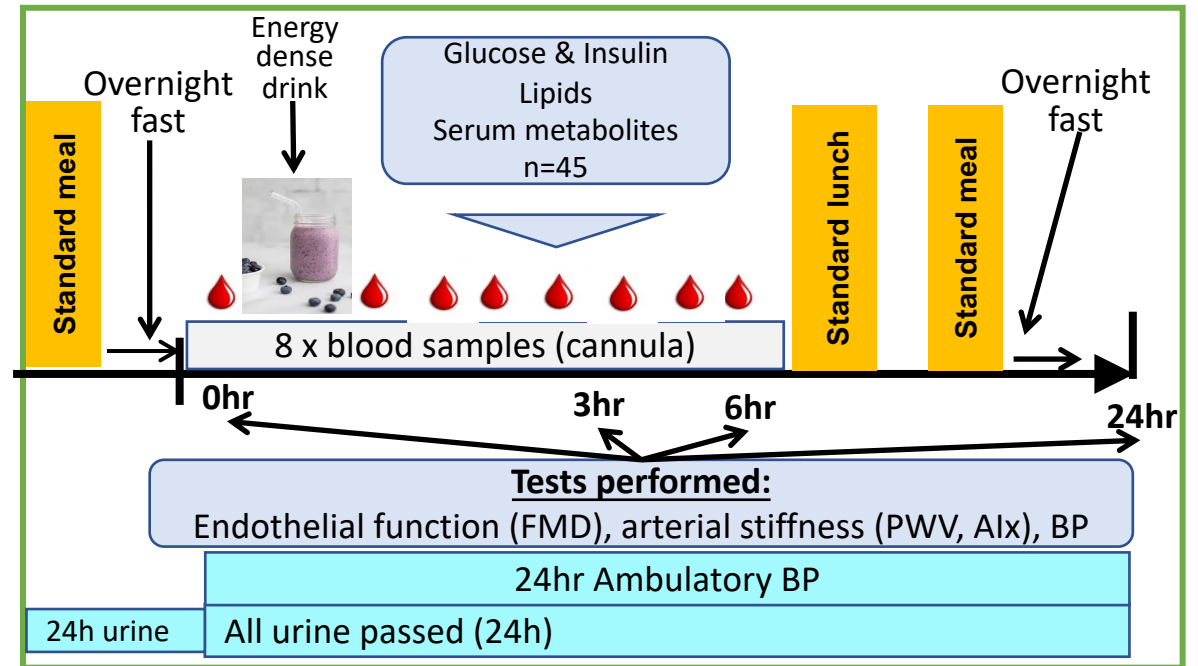 Energy
dense
drink
Overnight
fast
Standard meal
Glucose & Insulin
Lipids
Serum metabolites
n=45
Standard lunch
Standard meal
Overnight
fast
8 x blood samples (cannula)
0hr
3hr
6hr
24hr
Tests performed:
Endothelial function (FMD), arterial stiffness (PWV, AIx), BP
24hr Ambulatory BP
24h urine
All urine passed (24h)